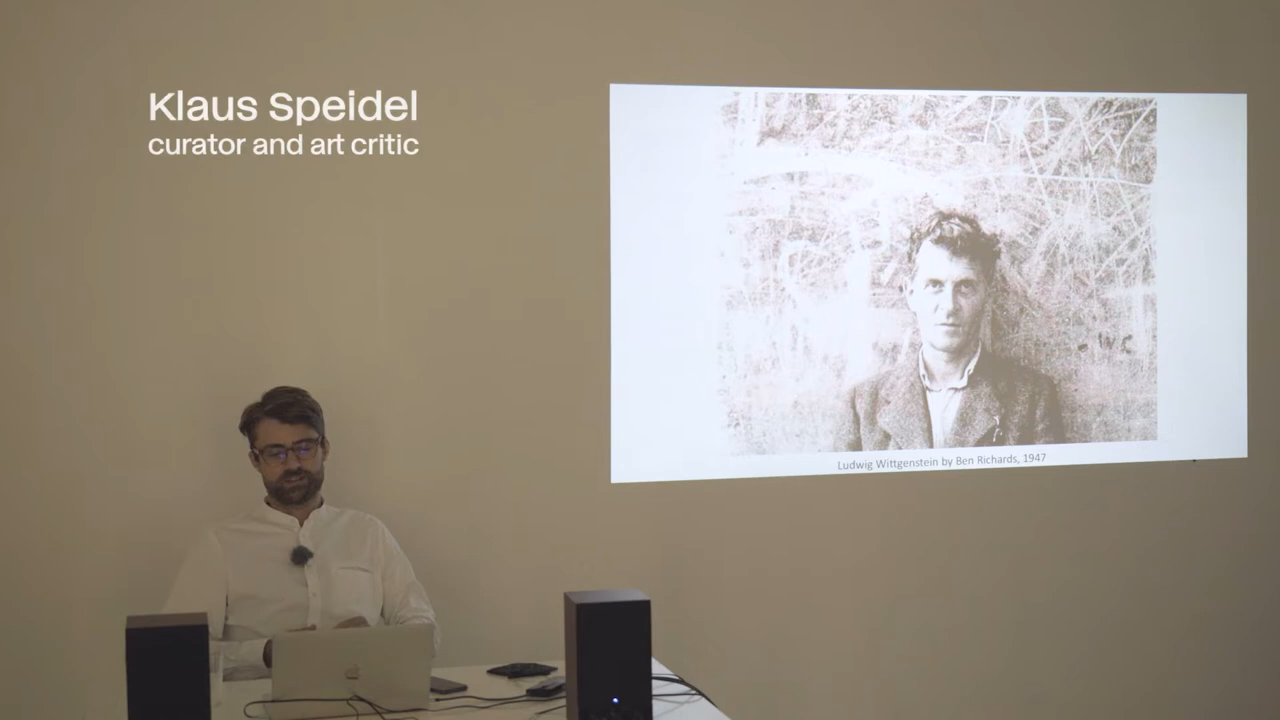 Klaus Speidel
curator and art critic
Ludwig Wittgenstein by Ben Richards, 1947